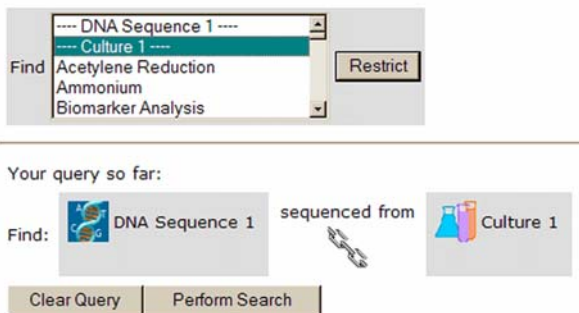 ---- DNA Sequence 1 ----
---- Culture 1 ----
Find
Acetylene Reduction
Restrict
Ammonium
Biomarker Analysis
Your query so far:
A T
C G
Find:
DNA Sequence 1
sequenced from
Culture 1
Clear Query
Perform Search